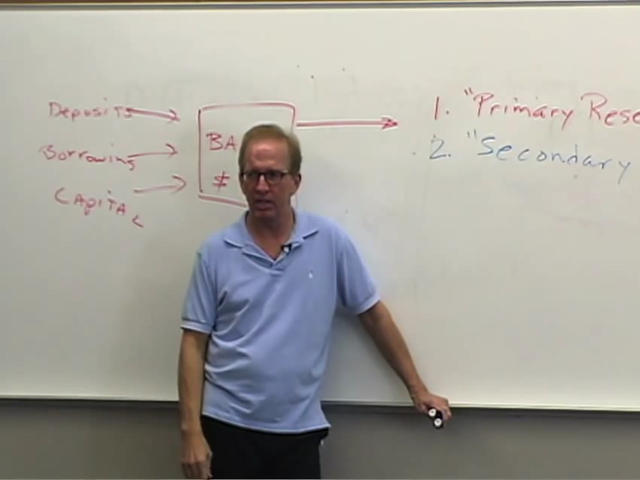 Deposits
Borrowing
Capital
BA
$
1. "Primary Rese
2. "Secondary